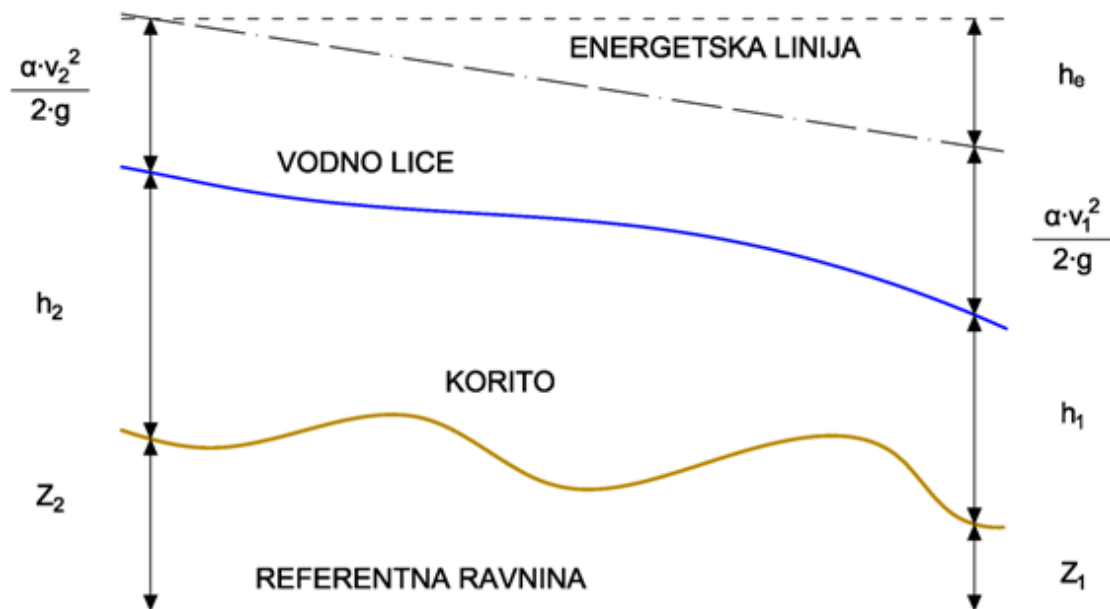 ENERGETSKA LINIJA
α·v₂²
2·g
hₑ
VODNO LICE
α·v₁²
2·g
h₂
KORITO
h₁
Z₂
REFERENTNA RAVNINA
Z₁